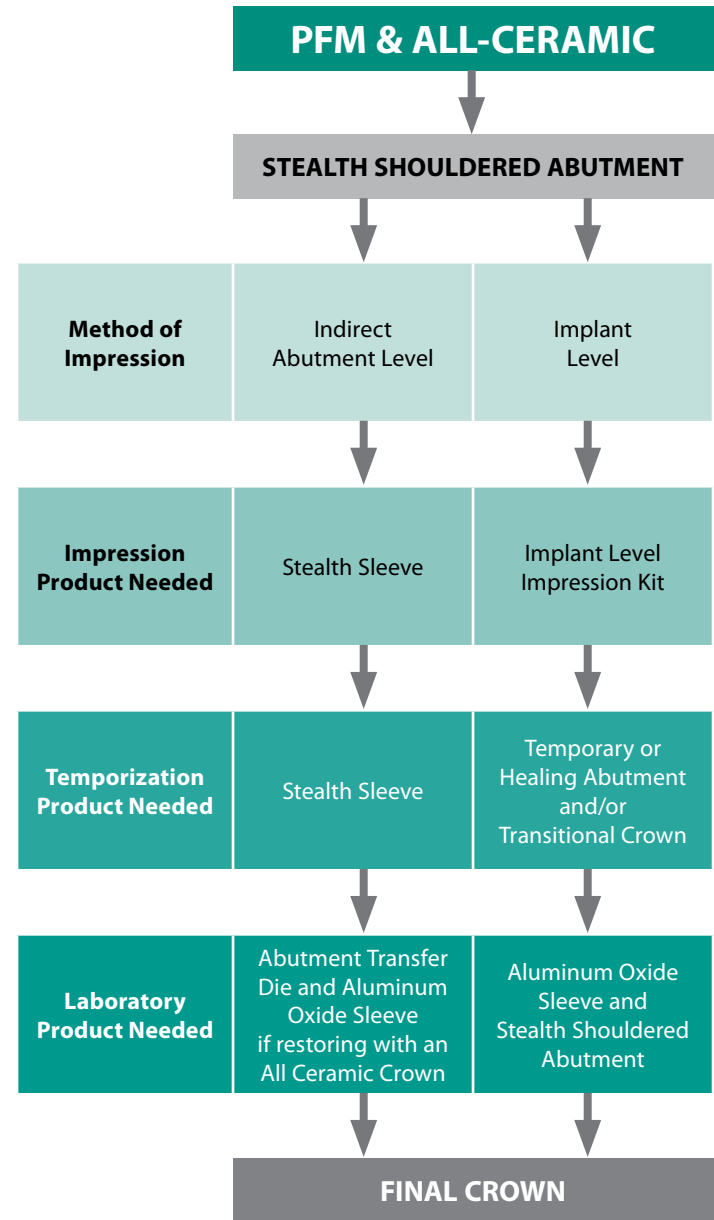 PFM & ALL-CERAMIC
STEALTH SHOULDERED ABUTMENT
Method of
Impression
Indirect
Abutment Level
Implant
Level
Impression
Product Needed
Stealth Sleeve
Implant Level
Impression Kit
Temporization
Product Needed
Stealth Sleeve
Temporary or
Healing Abutment
and/or
Transitional Crown
Laboratory
Product Needed
Abutment Transfer
Die and Aluminum
Oxide Sleeve
if restoring with an
All Ceramic Crown
Aluminum Oxide
Sleeve and
Stealth Shouldered
Abutment
FINAL CROWN